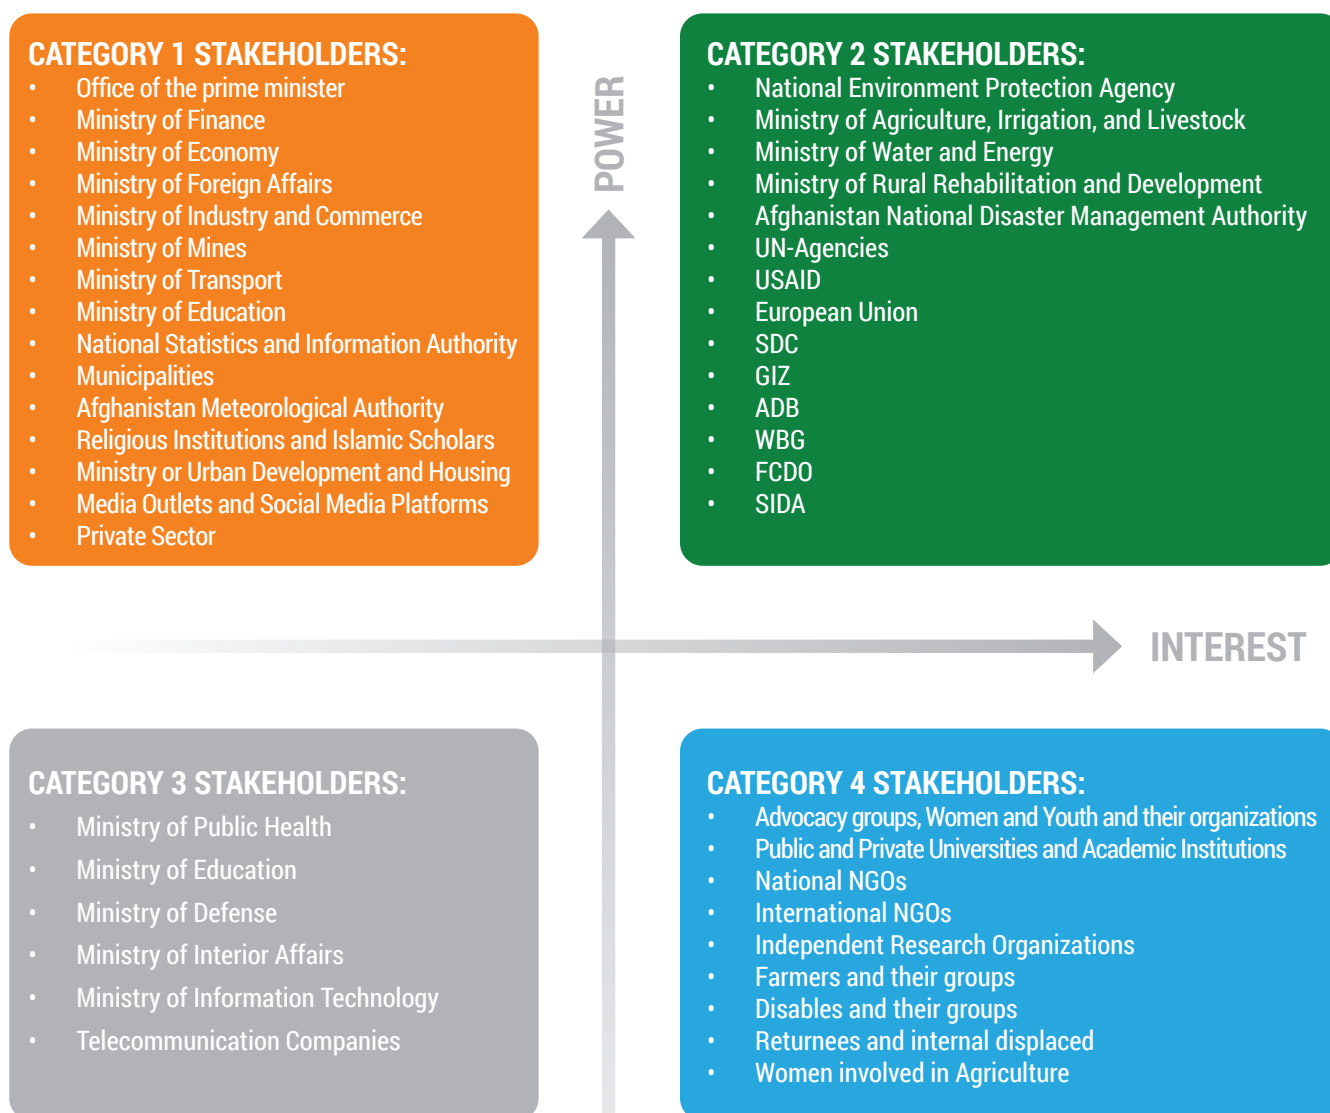 CATEGORY 1 STAKEHOLDERS:
• Office of the prime minister
• Ministry of Finance
• Ministry of Economy
• Ministry of Foreign Affairs
• Ministry of Industry and Commerce
• Ministry of Mines
• Ministry of Transport
• Ministry of Education
• National Statistics and Information Authority
• Municipalities
• Afghanistan Meteorological Authority
• Religious Institutions and Islamic Scholars
• Ministry or Urban Development and Housing
• Media Outlets and Social Media Platforms
• Private Sector
POWER
CATEGORY 2 STAKEHOLDERS:
• National Environment Protection Agency
• Ministry of Agriculture, Irrigation, and Livestock
• Ministry of Water and Energy
• Ministry of Rural Rehabilitation and Development
• Afghanistan National Disaster Management Authority
• UN-Agencies
• USAID
• European Union
• SDC
• GIZ
• ADB
• WBG
• FCDO
• SIDA
INTEREST
CATEGORY 3 STAKEHOLDERS:
• Ministry of Public Health
• Ministry of Education
• Ministry of Defense
• Ministry of Interior Affairs
• Ministry of Information Technology
• Telecommunication Companies
CATEGORY 4 STAKEHOLDERS:
• Advocacy groups, Women and Youth and their organizations
• Public and Private Universities and Academic Institutions
• National NGOs
• International NGOs
• Independent Research Organizations
• Farmers and their groups
• Disables and their groups
• Returnees and internal displaced
• Women involved in Agriculture